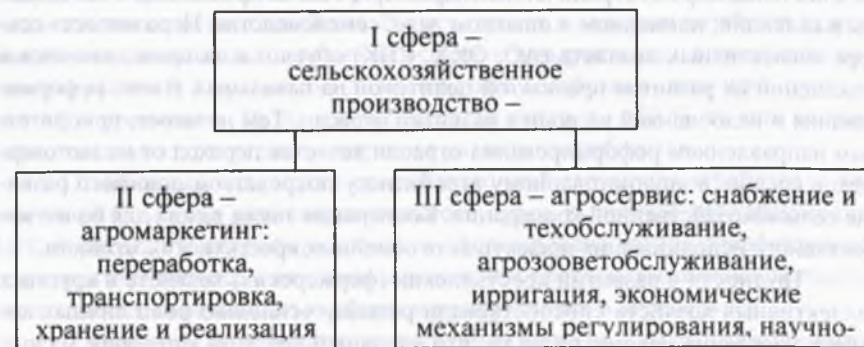 I сфера –
сельскохозяйственное
производство –
II сфера –
агромаркетинг:
переработка,
транспортировка,
хранение и реализация
III сфера – агросервис: снабжение и
техобслуживание,
агрозооветобслуживание,
ирригация, экономические
механизмы регулирования, научно-